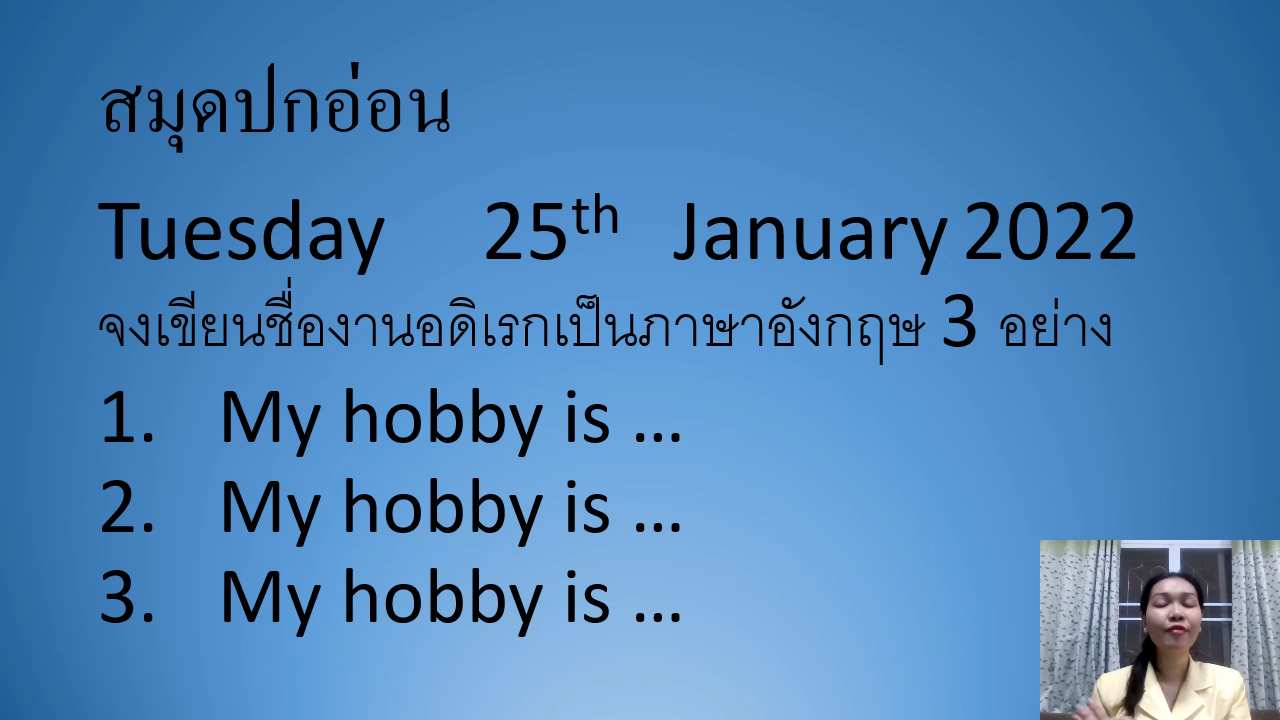 สมุดปกอ่อน
Tuesday 25th January 2022
จงเขียนชื่องานอดิเรกเป็นภาษาอังกฤษ 3 อย่าง
1. My hobby is ...
2. My hobby is ...
3. My hobby is ...